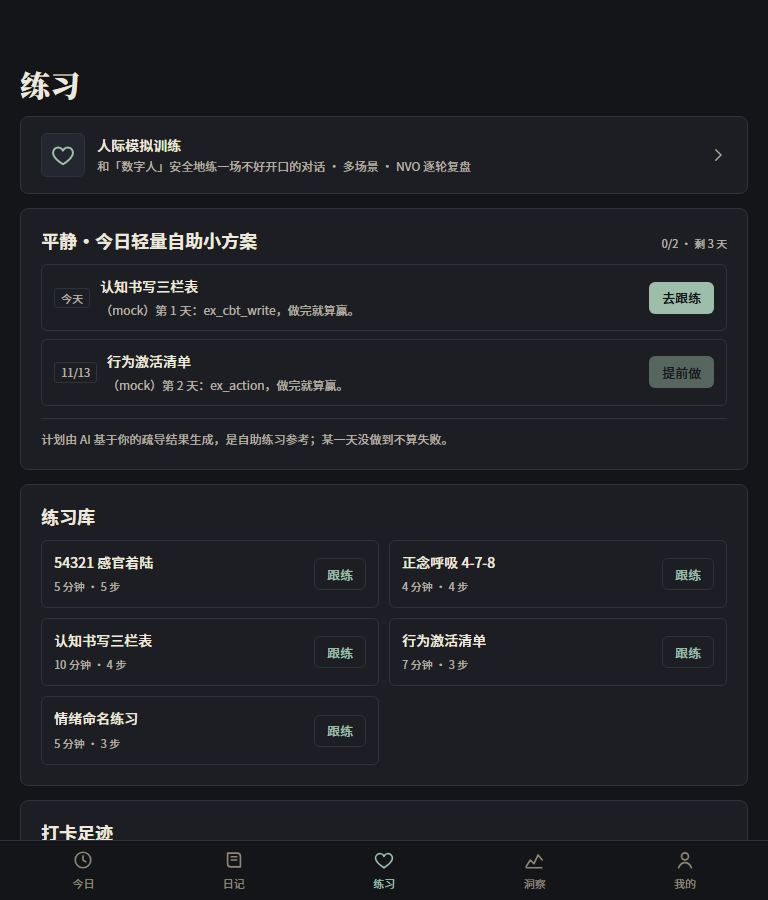 练习
人际模拟训练
和「数字人」安全地练一场不好开口的对话 · 多场景 · NVO 逐轮复盘
平静 · 今日轻量自助小方案
0/2 · 剩 3 天
今天
认知书写三栏表
（mock）第 1 天：ex_cbt_write，做完就算赢。
去跟练
11/13
行为激活清单
（mock）第 2 天：ex_action，做完就算赢。
提前做
计划由 AI 基于你的疏导结果生成，是自助练习参考；某一天没做到不算失败。
练习库
54321 感官着陆
5 分钟 · 5 步
跟练
正念呼吸 4-7-8
4 分钟 · 4 步
跟练
认知书写三栏表
10 分钟 · 4 步
跟练
行为激活清单
7 分钟 · 3 步
跟练
情绪命名练习
5 分钟 · 3 步
跟练
打卡足迹
今日
日记
练习
洞察
我的